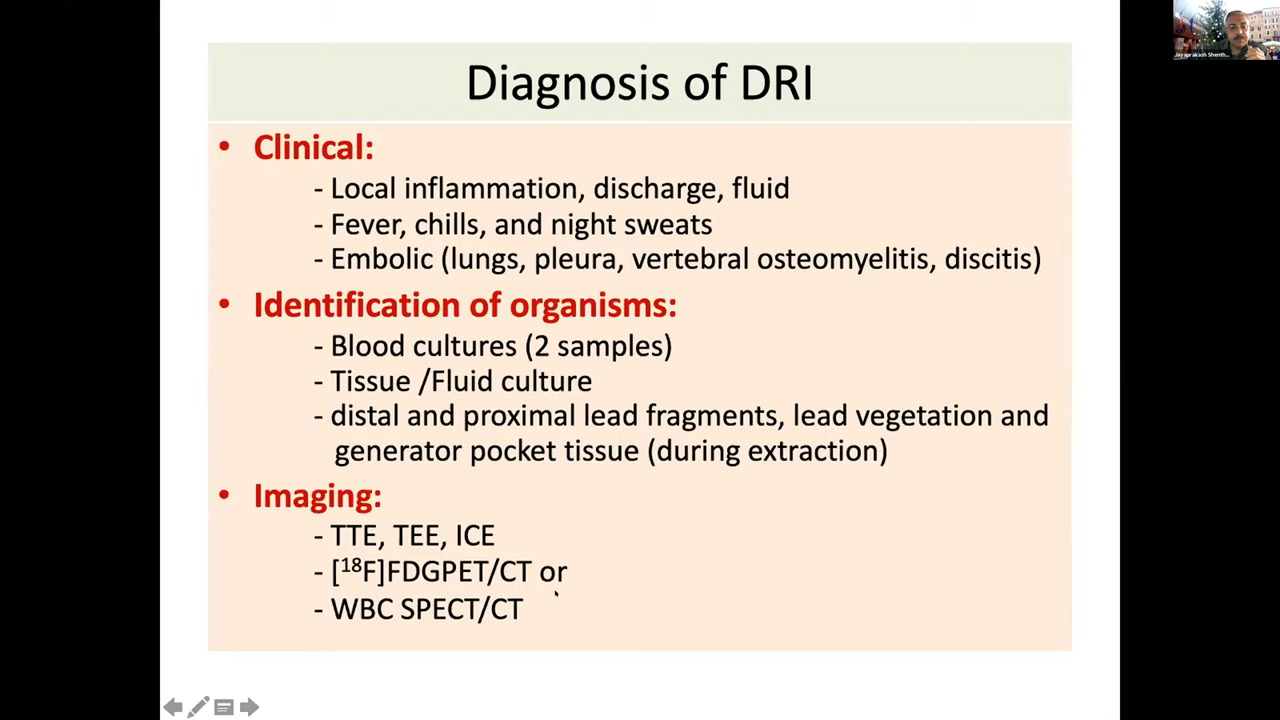 Diagnosis of DRI
• Clinical:
- Local inflammation, discharge, fluid
- Fever, chills, and night sweats
- Embolic (lungs, pleura, vertebral osteomyelitis, discitis)
• Identification of organisms:
- Blood cultures (2 samples)
- Tissue /Fluid culture
- distal and proximal lead fragments, lead vegetation and
generator pocket tissue (during extraction)
• Imaging:
- TTE, TEE, ICE
- [¹⁸F]FDGPET/CT or
- WBC SPECT/CT
Jayaprakash Shenth...